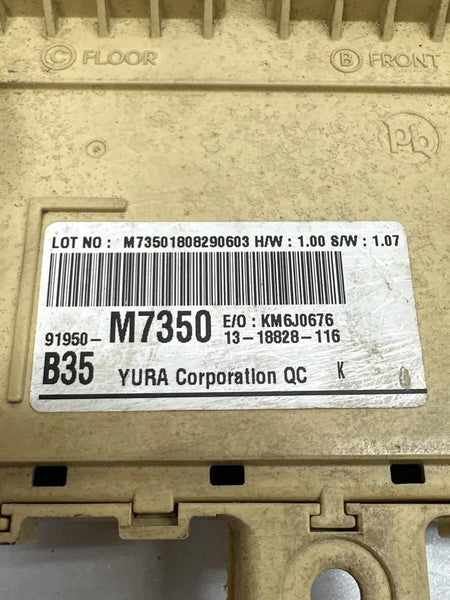 C FLOOR
B FRONT
Pb
LOT NO : M73501808290603 H/W : 1.00 S/W : 1.07
91950- M7350 E/O : KM6J0676
13-18828-116
B35 YURA Corporation QC K